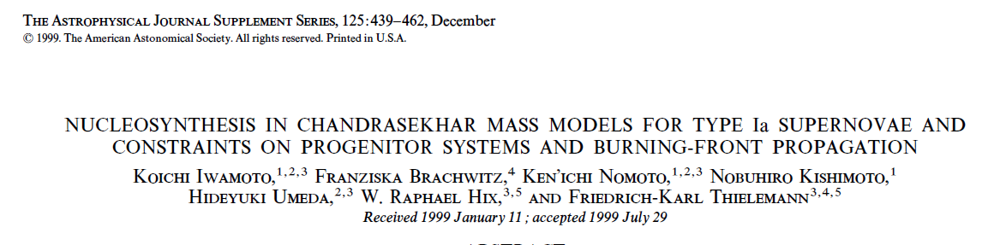 THE ASTROPHYSICAL JOURNAL SUPPLEMENT SERIES, 125:439–462, December
© 1999. The American Astonomical Society. All rights reserved. Printed in U.S.A.
NUCLEOSYNTHESIS IN CHANDRASEKHAR MASS MODELS FOR TYPE Ia SUPERNOVAE AND
CONSTRAINTS ON PROGENITOR SYSTEMS AND BURNING-FRONT PROPAGATION
KOICHI IWAMOTO,1,2,3 FRANZISKA BRACHWITZ,4 KEN'ICHI NOMOTO,1,2,3 NOBUHIRO KISHIMOTO,1
HIDEYUKI UMEDA,2,3 W. RAPHAEL HIX,3,5 AND FRIEDRICH-KARL THIELEMANN3,4,5
Received 1999 January 11; accepted 1999 July 29